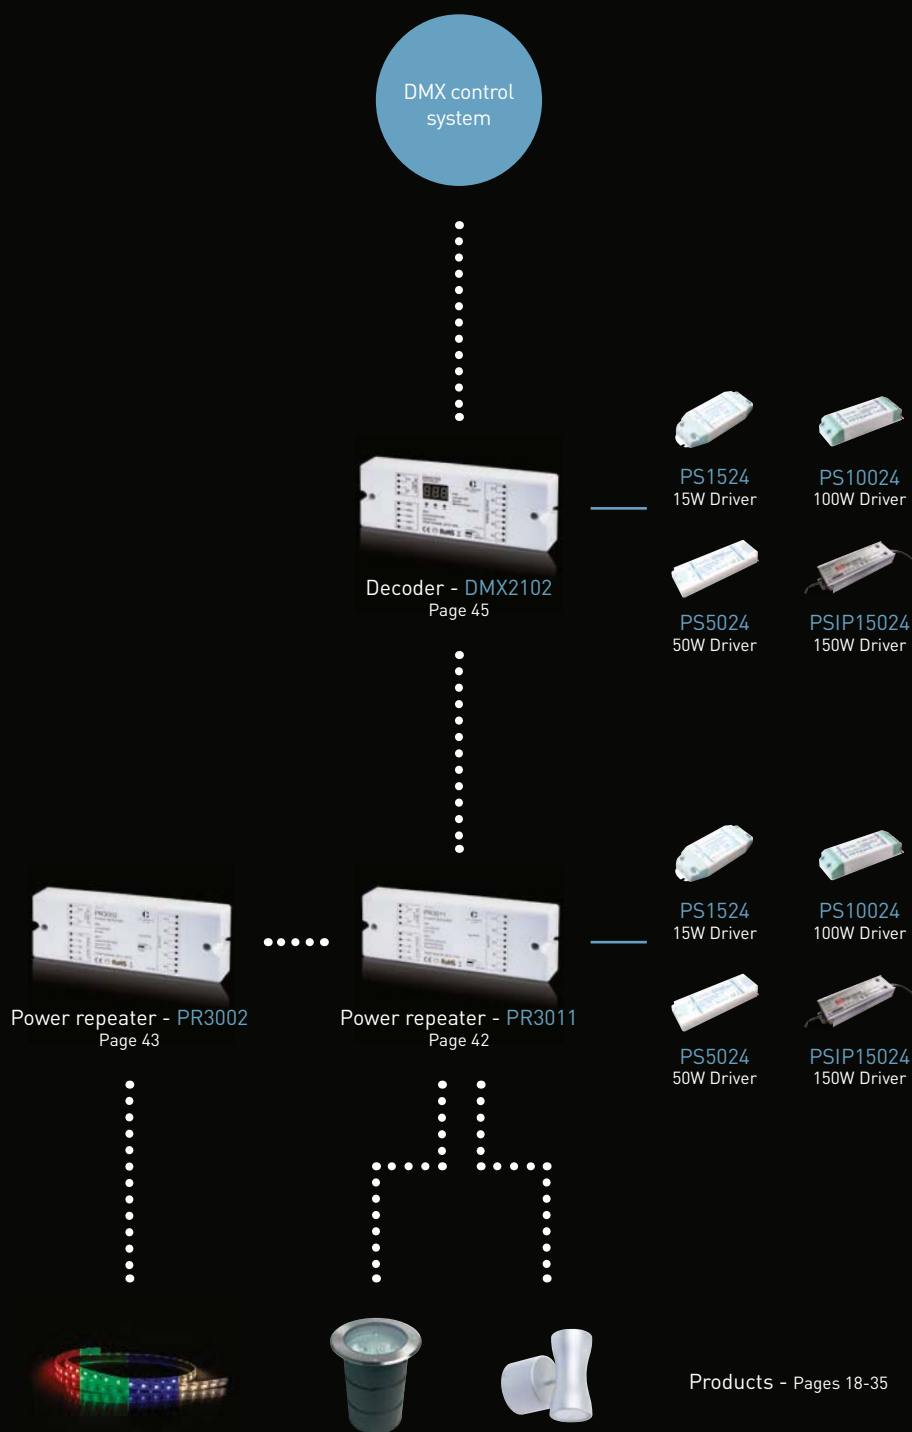 DMX control
system
PS1524
15W Driver
PS10024
100W Driver
Decoder - DMX2102
Page 45
PS5024
50W Driver
PSIP15024
150W Driver
PS1524
15W Driver
PS10024
100W Driver
Power repeater - PR3002
Page 43
Power repeater - PR3011
Page 42
PS5024
50W Driver
PSIP15024
150W Driver
Products - Pages 18-35